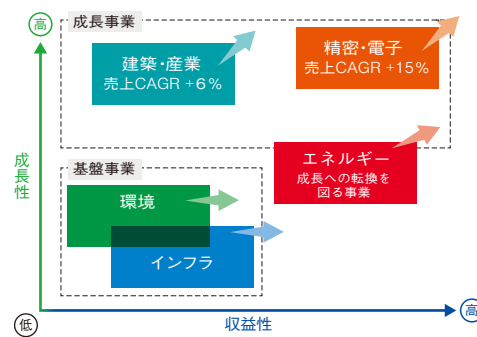 高
成長事業
建築・産業
売上CAGR +6%
精密・電子
売上CAGR +15%
成長性
エネルギー
成長への転換を
図る事業
基盤事業
環境
インフラ
低
収益性
高